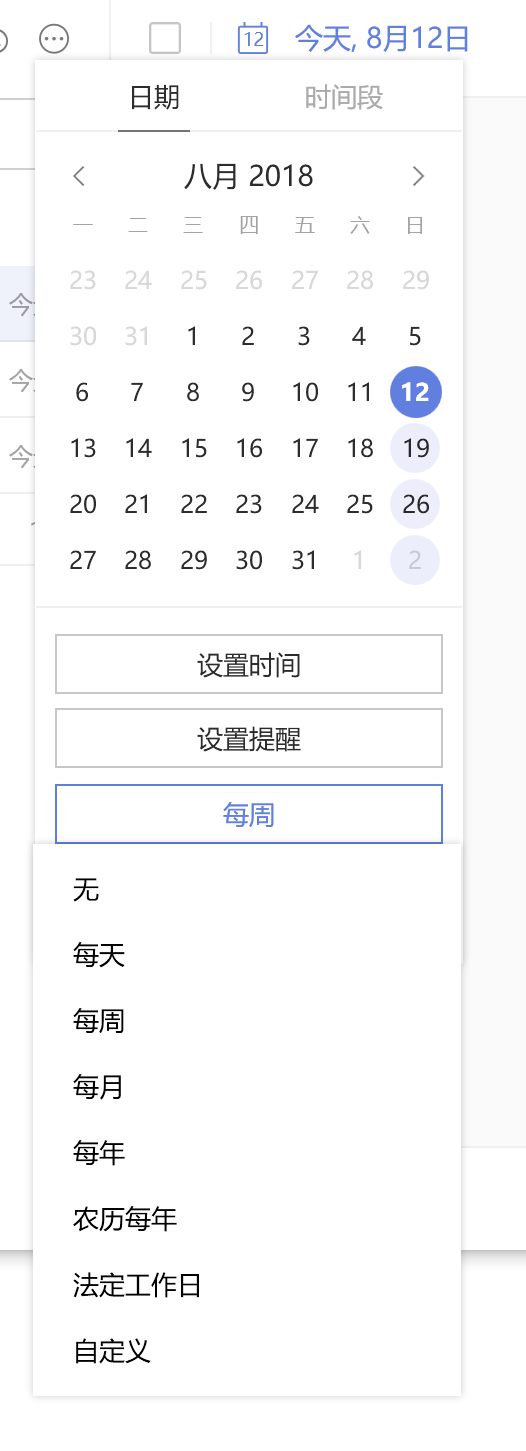 12 今天, 8月12日
日期 时间段
八月 2018
一 二 三 四 五 六 日
23 24 25 26 27 28 29
30 31 1 2 3 4 5
6 7 8 9 10 11 12
13 14 15 16 17 18 19
20 21 22 23 24 25 26
27 28 29 30 31 1 2
今
今
今
设置时间
设置提醒
每周
无
每天
每周
每月
每年
农历每年
法定工作日
自定义